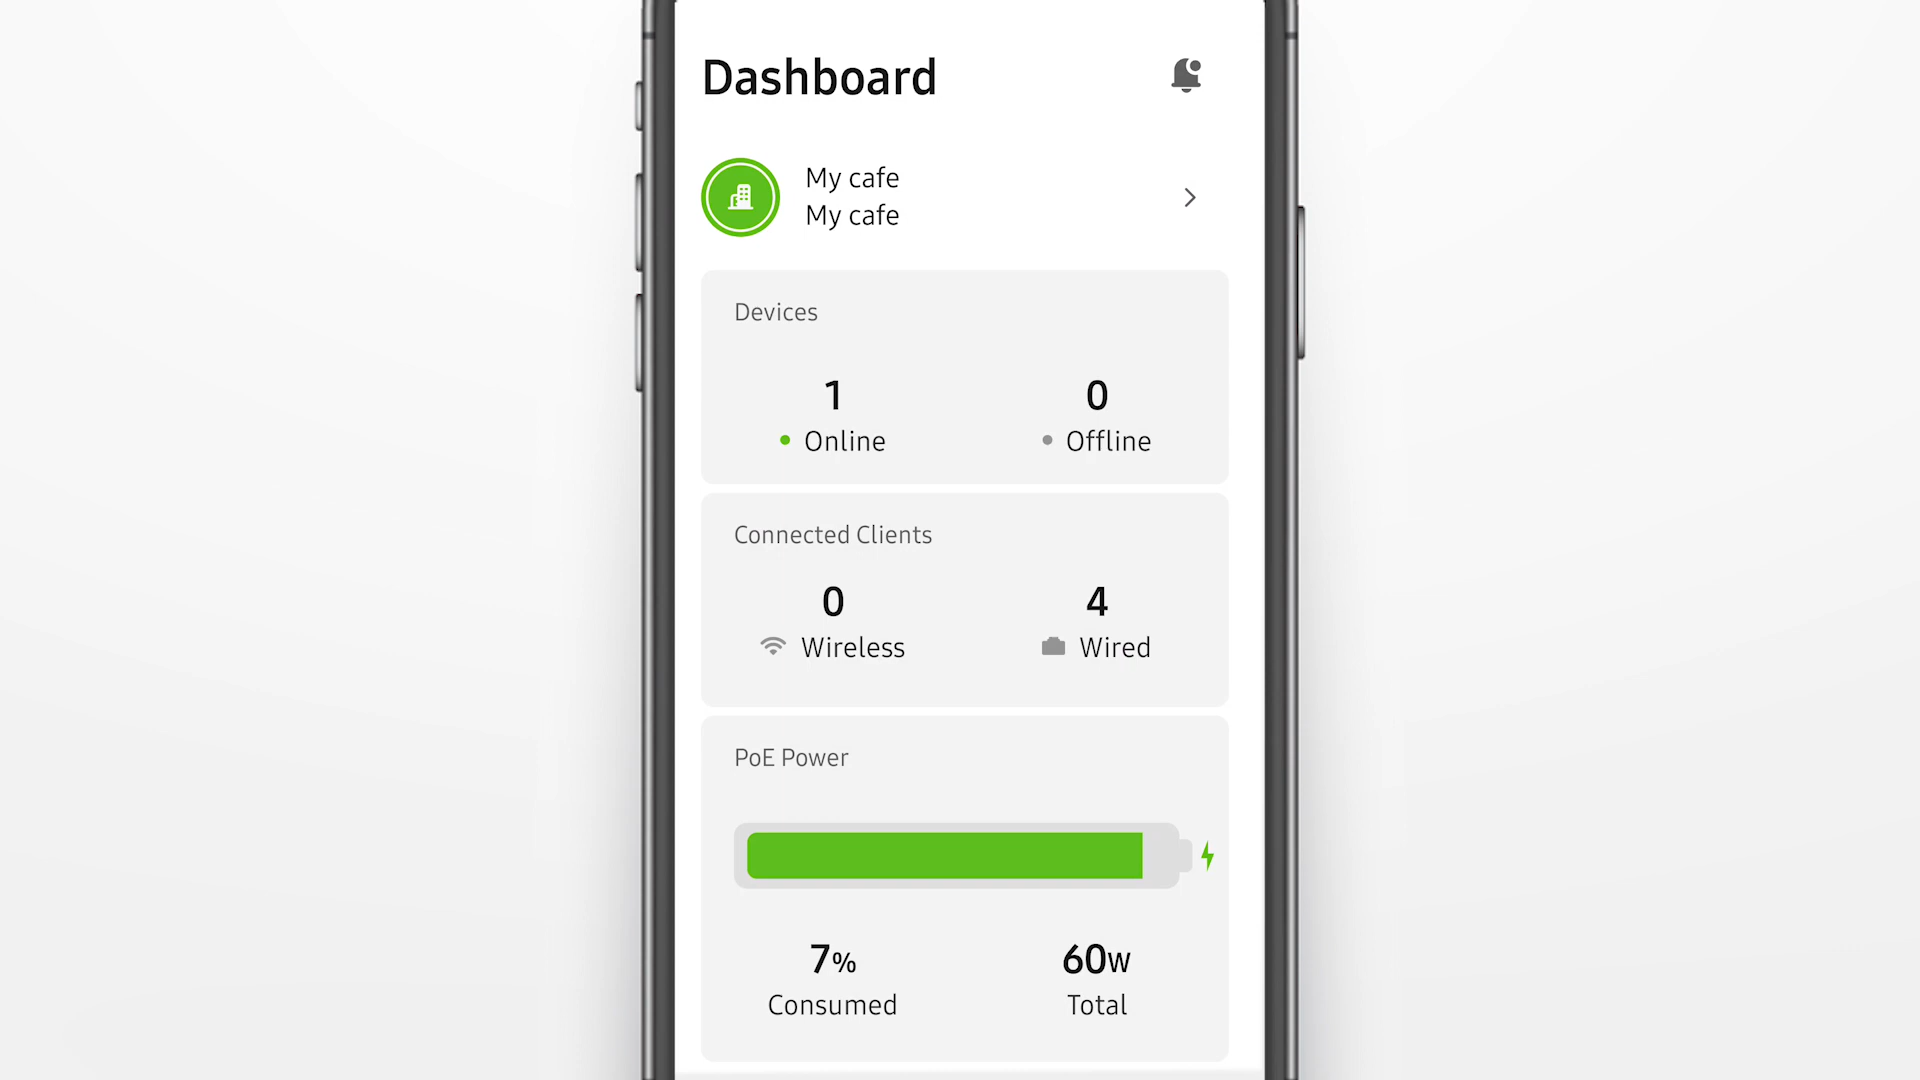 Dashboard
My cafe
My cafe
Devices
1 0
Online Offline
Connected Clients
0 4
Wireless Wired
PoE Power
7% 60W
Consumed Total